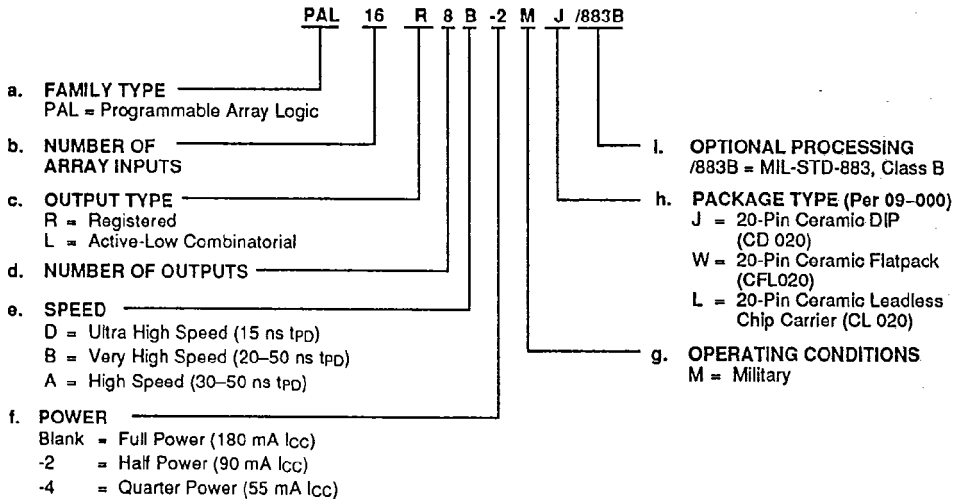 PAL 16 R 8 B -2 M J /883B
a. FAMILY TYPE
PAL = Programmable Array Logic
b. NUMBER OF
ARRAY INPUTS
c. OUTPUT TYPE
R = Registered
L = Active-Low Combinatorial
d. NUMBER OF OUTPUTS
e. SPEED
D = Ultra High Speed (15 ns tPD)
B = Very High Speed (20–50 ns tPD)
A = High Speed (30–50 ns tPD)
f. POWER
Blank = Full Power (180 mA ICC)
-2 = Half Power (90 mA ICC)
-4 = Quarter Power (55 mA ICC)
i. OPTIONAL PROCESSING
/883B = MIL-STD-883, Class B
h. PACKAGE TYPE (Per 09–000)
J = 20-Pin Ceramic DIP
(CD 020)
W = 20-Pin Ceramic Flatpack
(CFL020)
L = 20-Pin Ceramic Leadless
Chip Carrier (CL 020)
g. OPERATING CONDITIONS
M = Military